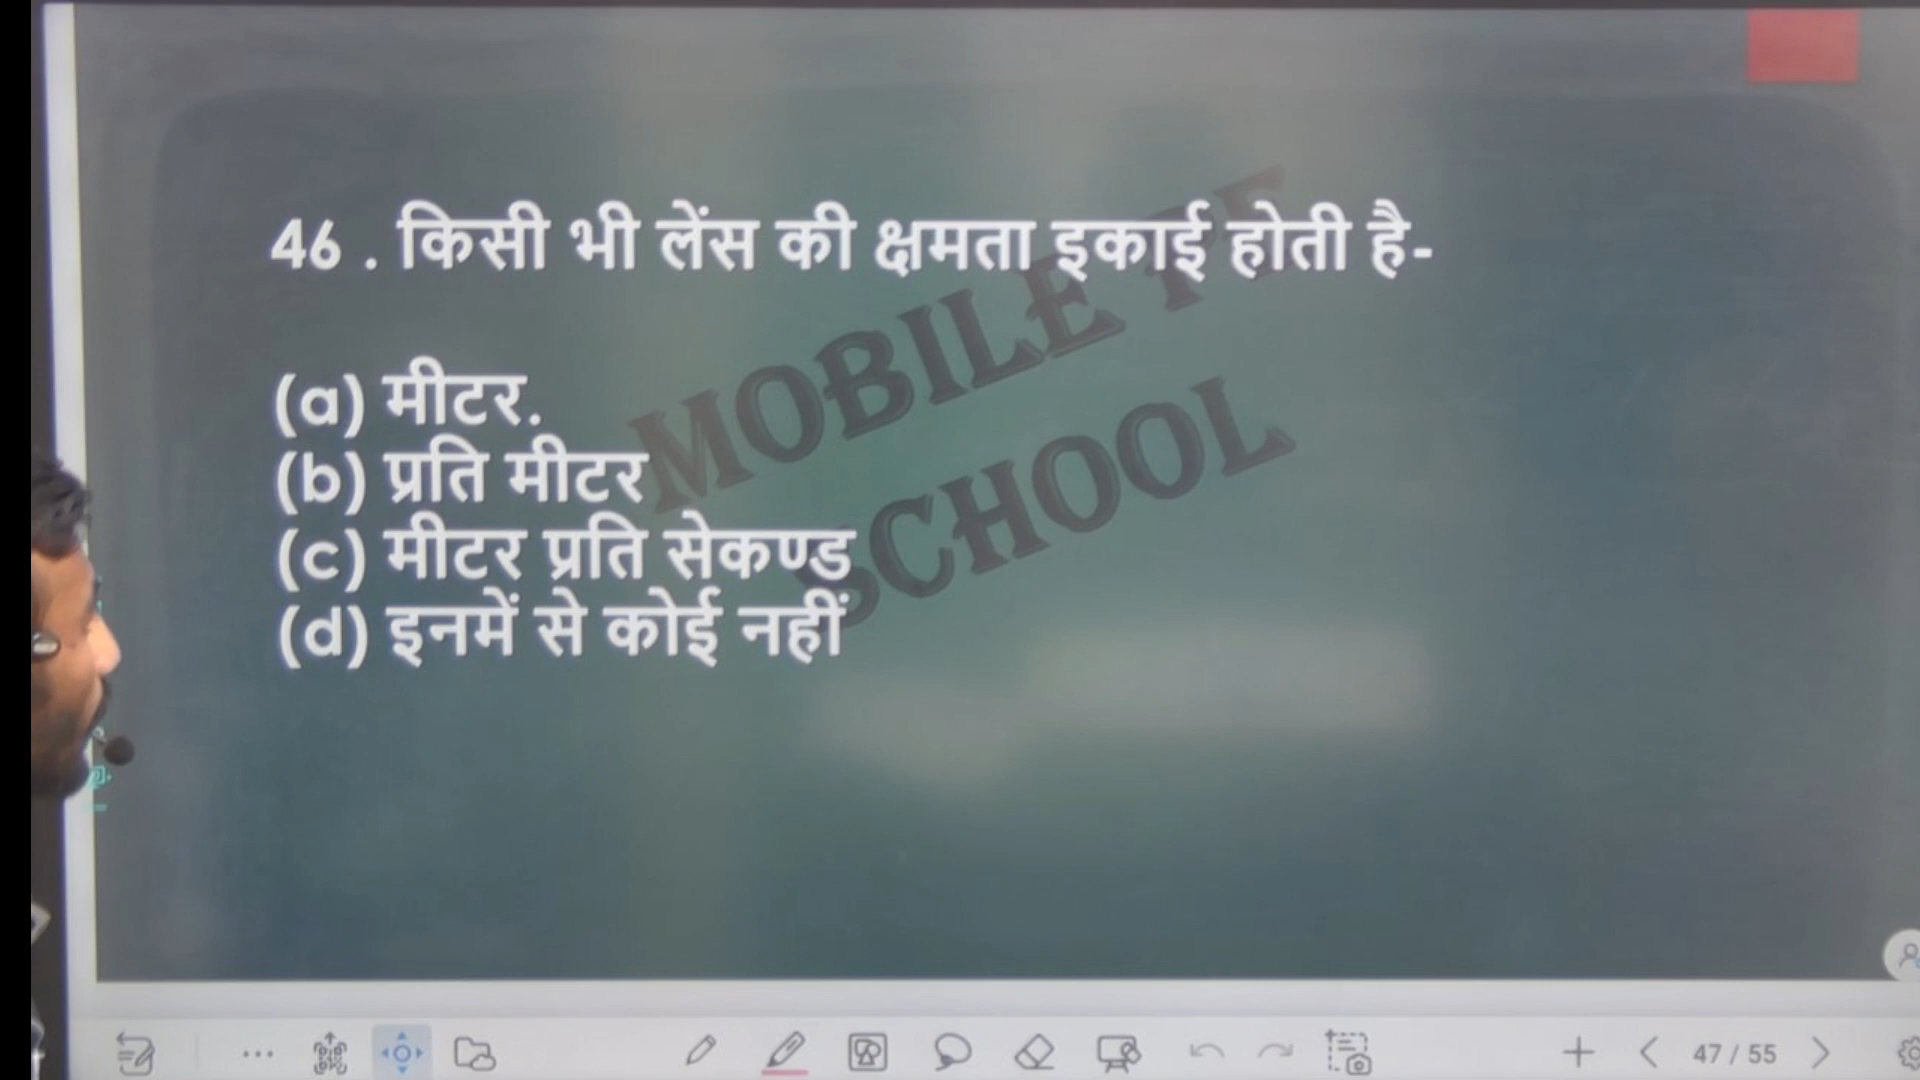 46 . किसी भी लेंस की क्षमता इकाई होती है-
(a) मीटर.
(b) प्रति मीटर
(c) मीटर प्रति सेकण्ड
(d) इनमें से कोई नहीं
MOBILE
SCHOOL
47 / 55